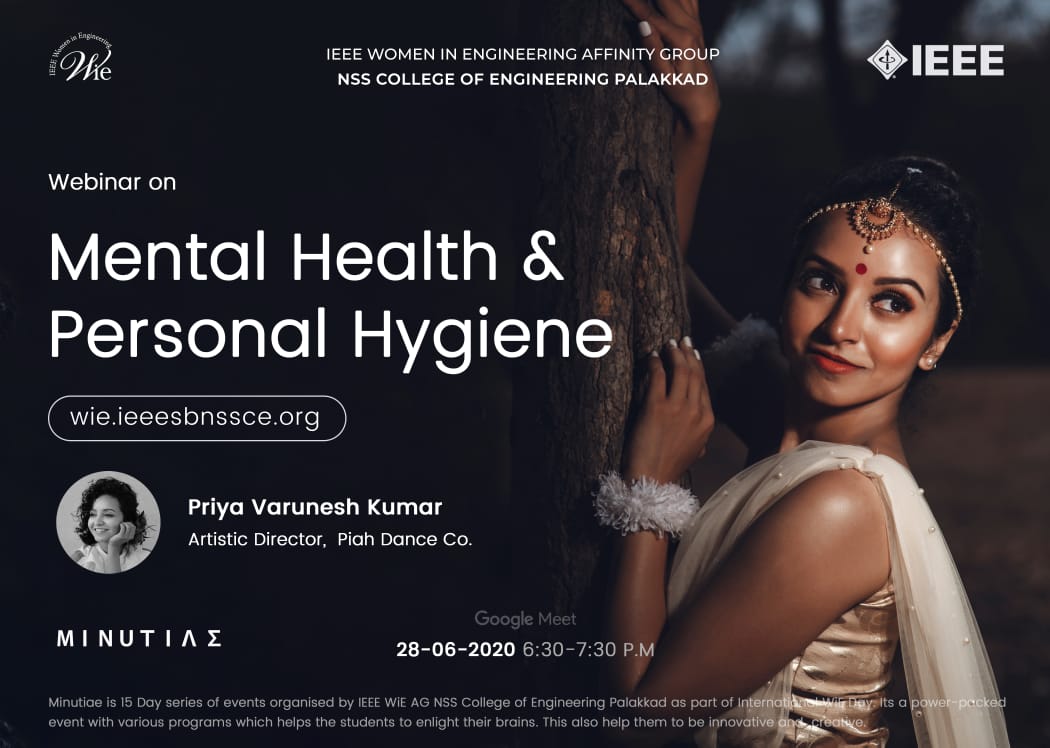 IEEE Women in Engineering
WiE
IEEE WOMEN IN ENGINEERING AFFINITY GROUP
NSS COLLEGE OF ENGINEERING PALAKKAD
IEEE
Webinar on
Mental Health &
Personal Hygiene
wie.ieeesbnssce.org
Priya Varunesh Kumar
Artistic Director, Piah Dance Co.
MINUTIΛΣ
Google Meet
28-06-2020 6:30-7:30 P.M
Minutiae is 15 Day series of events organised by IEEE WiE AG NSS College of Engineering Palakkad as part of International WiE Day. Its a power-packed
event with various programs which helps the students to enlight their brains. This also help them to be innovative and creative.